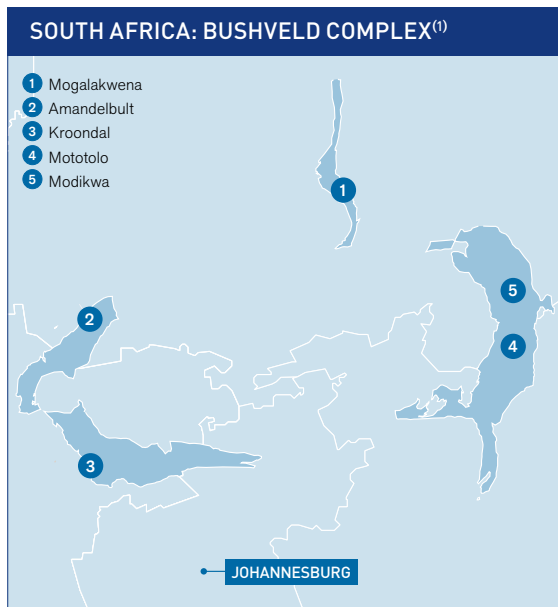 SOUTH AFRICA: BUSHVELD COMPLEX(1)
1 Mogalakwena
2 Amandelbult
3 Kroondal
4 Mototolo
5 Modikwa
1
5
2
4
3
JOHANNESBURG